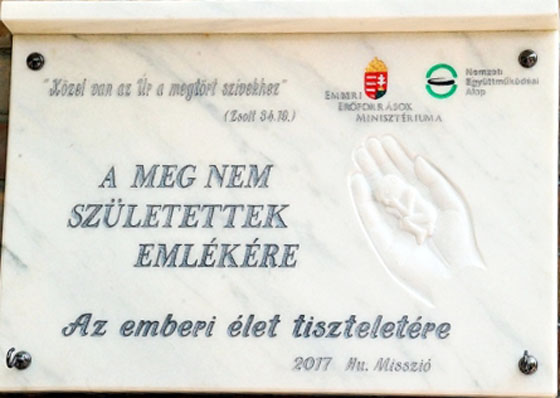 "Közel van az Úr a megtört szívekhez"
(Zsolt 34.19.)
EMBERI
ERŐFORRÁSOK
MINISZTÉRIUMA
Nemzeti
Együttműködési
Alap
A MEG NEM
SZÜLETETTEK
EMLÉKÉRE
Az emberi élet tiszteletére
2017 Hu. Misszió